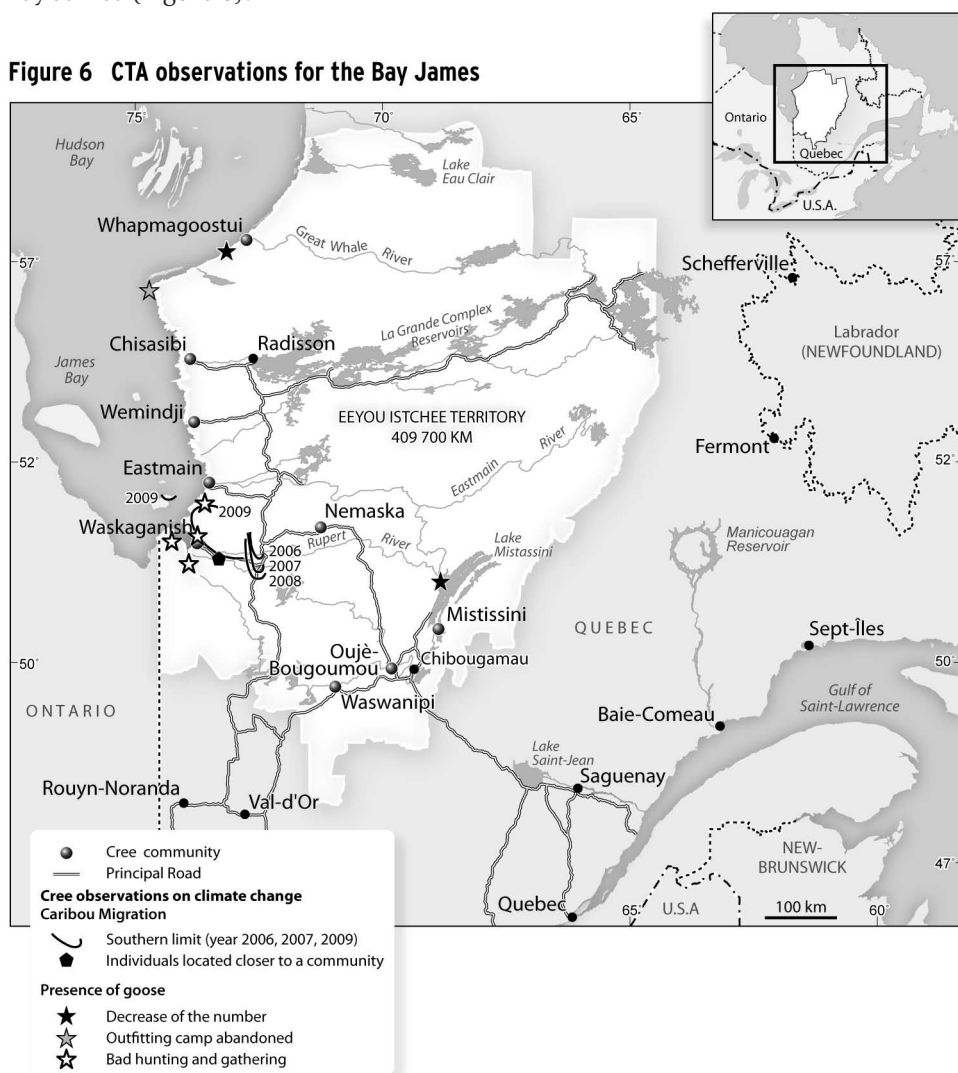 Figure 6 CTA observations for the Bay James
Ontario
Quebec
U.S.A.
75°
70°
65°
Hudson
Bay
Lake
Eau Clair
Whapmagoostui
Great Whale River
57°
57°
Schefferville
La Grande Complex
Reservoirs
Labrador
(NEWFOUNDLAND)
Chisasibi
Radisson
James
Bay
Wemindji
EEYOU ISTCHEE TERRITORY
409 700 KM
Eastmain River
Fermont
52°
52°
Eastmain
2009
2009
Nemaska
Waskaganish
Rupert River
Lake
Mistassini
Manicouagan
Reservoir
2006
2007
2008
Mistissini
QUEBEC
Sept-Îles
Oujè-
Bougoumou
Chibougamau
50°
50°
Waswanipi
Gulf of
Saint-Lawrence
ONTARIO
Baie-Comeau
Lake
Saint-Jean
Saguenay
Rouyn-Noranda
Val-d'Or
NEW-
BRUNSWICK
47°
Quebec
65°
U.S.A
100 km
60°
Cree community
Principal Road
Cree observations on climate change
Caribou Migration
Southern limit (year 2006, 2007, 2009)
Individuals located closer to a community
Presence of goose
Decrease of the number
Outfitting camp abandoned
Bad hunting and gathering